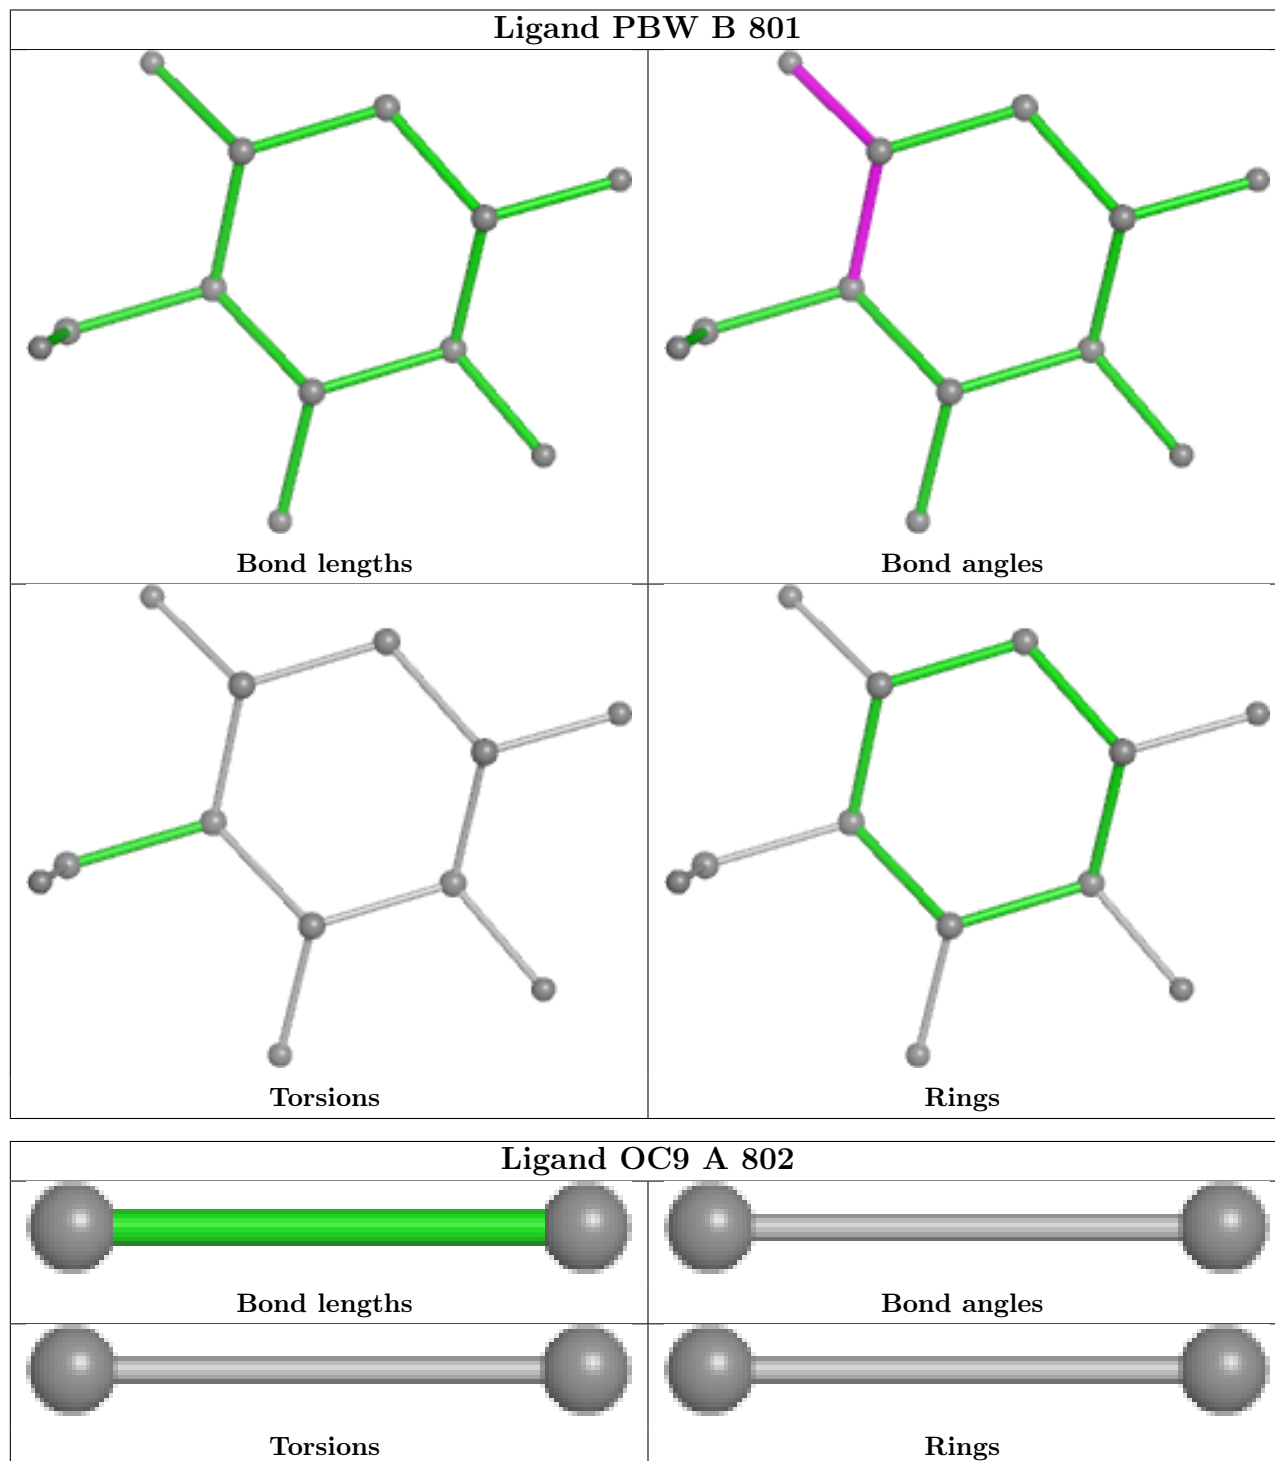 Ligand PBW B 801
Bond lengths
Bond angles
Torsions
Rings
Ligand OC9 A 802
Bond lengths
Bond angles
Torsions
Rings